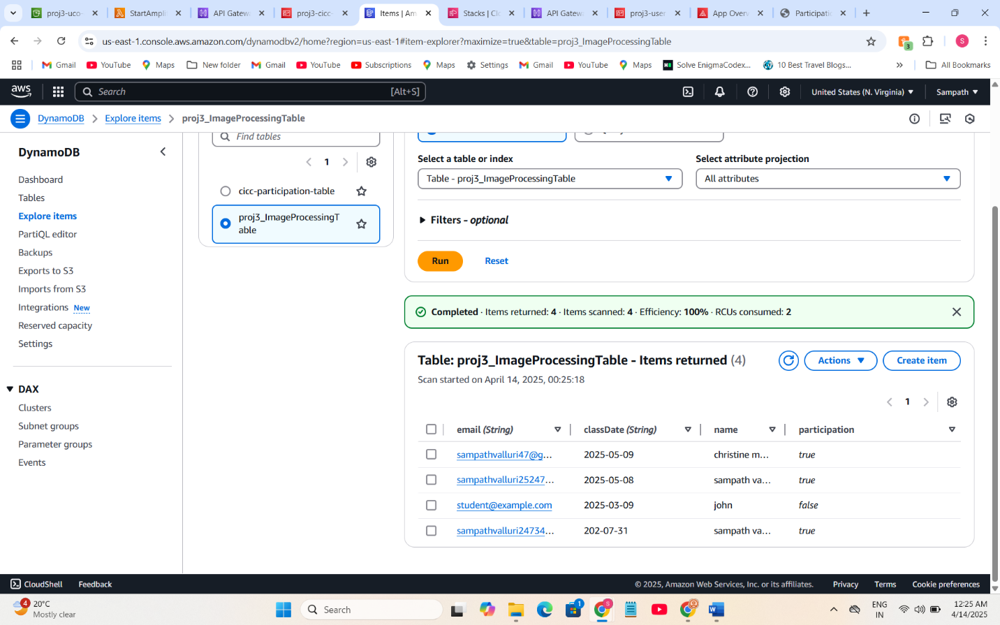 proj3-uco-
StartAmpli
API Gatew
proj3-cicc-
Items | Am
Stacks | Cl
API Gatew
proj3-user
App Over
Participati
us-east-1.console.aws.amazon.com/dynamodbv2/home?region=us-east-1#item-explorer?maximize=true&table=proj3_ImageProcessingTable
3
S
Gmail
YouTube
Maps
New folder
Gmail
YouTube
Subscriptions
Maps
Settings
Gmail
YouTube
Maps
Solve EnigmaCodex...
10 Best Travel Blogs...
All Bookmarks
aws
Search
[Alt+S]
United States (N. Virginia)
Sampath
DynamoDB
Explore items
proj3_ImageProcessingTable
DynamoDB
Dashboard
Tables
Explore items
PartiQL editor
Backups
Exports to S3
Imports from S3
Integrations New
Reserved capacity
Settings
DAX
Clusters
Subnet groups
Parameter groups
Events
Find tables
1
cicc-participation-table
proj3_ImageProcessingT
able
Select a table or index
Table - proj3_ImageProcessingTable
Select attribute projection
All attributes
Filters - optional
Run
Reset
Completed · Items returned: 4 · Items scanned: 4 · Efficiency: 100% · RCUs consumed: 2
Table: proj3_ImageProcessingTable - Items returned (4)
Actions
Create item
Scan started on April 14, 2025, 00:25:18
1
email (String)
classDate (String)
name
participation
sampathvalluri47@g...
2025-05-09
christine m...
true
sampathvalluri25247...
2025-05-08
sampath va...
true
student@example.com
2025-03-09
john
false
sampathvalluri24734...
202-07-31
sampath va...
true
CloudShell
Feedback
© 2025, Amazon Web Services, Inc. or its affiliates.
Privacy
Terms
Cookie preferences
4
20°C
Mostly clear
Search
1
S
ENG
IN
12:25 AM
4/14/2025